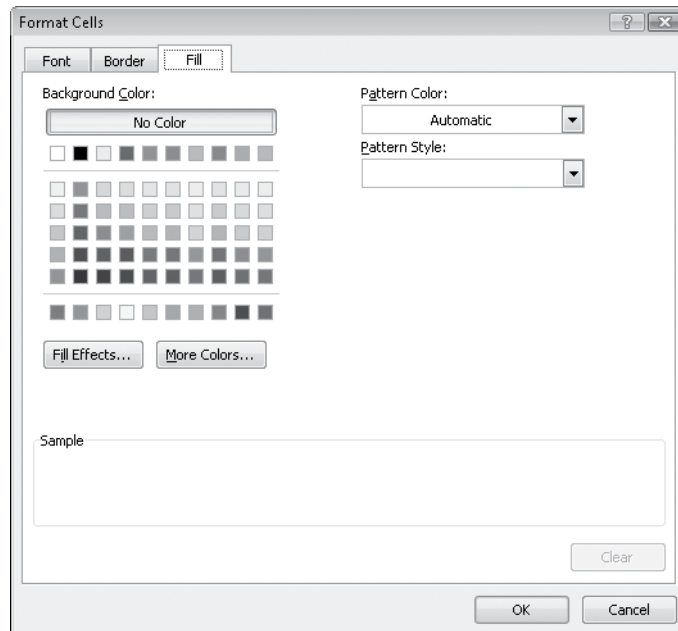 Format Cells
Font Border Fill
Background Color:
No Color
Pattern Color:
Automatic
Pattern Style:
Fill Effects...
More Colors...
Sample
Clear
OK
Cancel